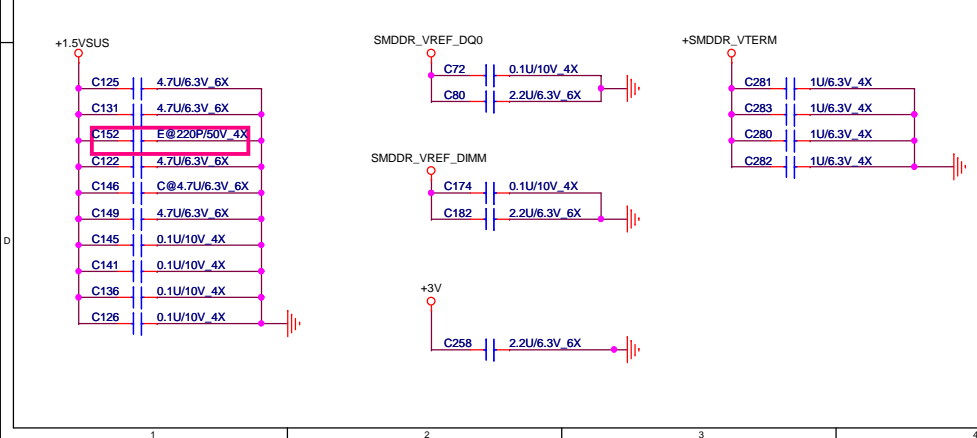 +1.5VSUS
C125 4.7U/6.3V_6X
C131 4.7U/6.3V_6X
C152 E@220P/50V_4X
C122 4.7U/6.3V_6X
C146 C@4.7U/6.3V_6X
C149 4.7U/6.3V_6X
C145 0.1U/10V_4X
C141 0.1U/10V_4X
C136 0.1U/10V_4X
C126 0.1U/10V_4X
SMDDR_VREF_DQ0
C72 0.1U/10V_4X
C80 2.2U/6.3V_6X
SMDDR_VREF_DIMM
C174 0.1U/10V_4X
C182 2.2U/6.3V_6X
+3V
C258 2.2U/6.3V_6X
+SMDDR_VTERM
C281 1U/6.3V_4X
C283 1U/6.3V_4X
C280 1U/6.3V_4X
C282 1U/6.3V_4X
D
1 2 3 4